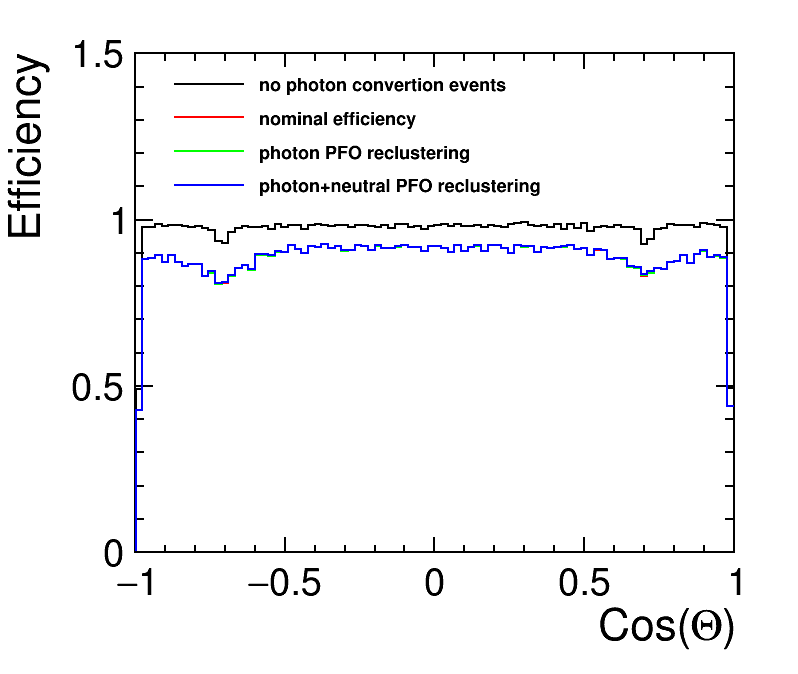 Efficiency
1.5
1
0.5
0
no photon convertion events
nominal efficiency
photon PFO reclustering
photon+neutral PFO reclustering
−1
−0.5
0
0.5
1
Cos(Θ)